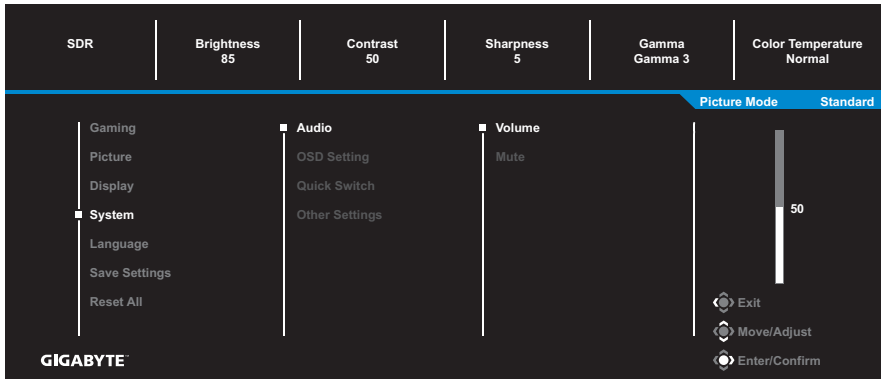 SDR
Brightness
85
Contrast
50
Sharpness
5
Gamma
Gamma 3
Color Temperature
Normal
Picture Mode Standard
Gaming
Picture
Display
System
Language
Save Settings
Reset All
Audio
OSD Setting
Quick Switch
Other Settings
Volume
Mute
50
Exit
Move/Adjust
Enter/Confirm
GIGABYTE™